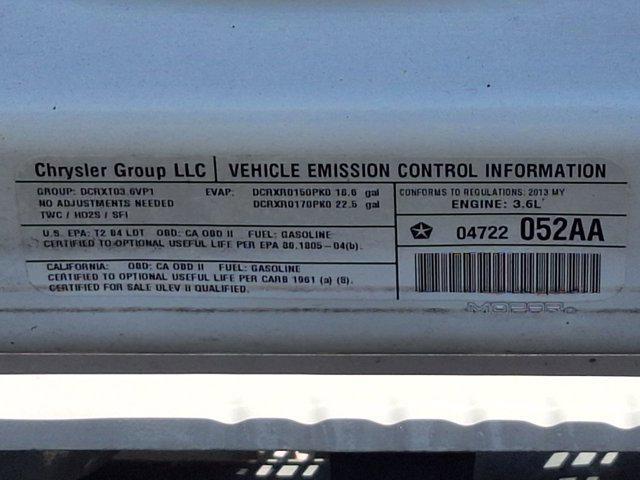 Chrysler Group LLC
VEHICLE EMISSION CONTROL INFORMATION
GROUP: DCRXT03.6VP1 EVAP: DCRXR0150PK0 18.6 gal
NO ADJUSTMENTS NEEDED DCRXR0170PK0 22.5 gal
TWC / HO2S / SFI
CONFORMS TO REGULATIONS: 2013 MY
ENGINE: 3.6L
U.S. EPA: T2 B4 LDT OBD: CA OBD II FUEL: GASOLINE
CERTIFIED TO OPTIONAL USEFUL LIFE PER EPA 86.1805-04(b).
04722 052AA
CALIFORNIA: OBD: CA OBD II FUEL: GASOLINE
CERTIFIED TO OPTIONAL USEFUL LIFE PER CARB 1961 (a) (8).
CERTIFIED FOR SALE ULEV II QUALIFIED.
MOPAR